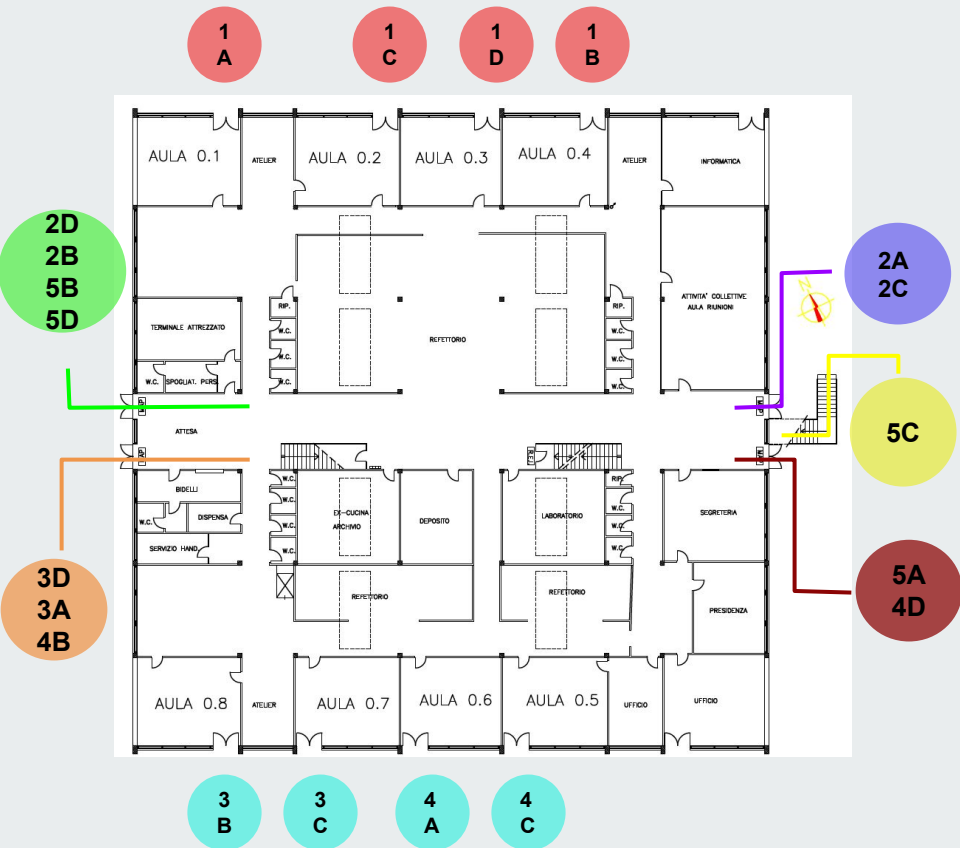 1
A
1
C
1
D
1
B
AULA 0.1
ATELIER
AULA 0.2
AULA 0.3
AULA 0.4
ATELIER
INFORMATICA
2D
2B
5B
5D
2A
2C
N
RIP.
W.C.
W.C.
W.C.
REFETTORIO
RIP.
W.C.
W.C.
W.C.
ATTIVITA' COLLETTIVE
AULA RIUNIONI
TERMINALE ATTREZZATO
W.C.
SPOGLIAT. PERS.
ATTESA
5C
BIDELLI
W.C.
DISPENSA
SERVIZIO HAND.
W.C.
W.C.
W.C.
W.C.
EX-CUCINA
ARCHIVIO
DEPOSITO
LABORATORIO
RIP.
W.C.
W.C.
W.C.
SEGRETERIA
3D
3A
4B
REFETTORIO
REFETTORIO
PRESIDENZA
5A
4D
AULA 0.8
ATELIER
AULA 0.7
AULA 0.6
AULA 0.5
UFFICIO
UFFICIO
3
B
3
C
4
A
4
C